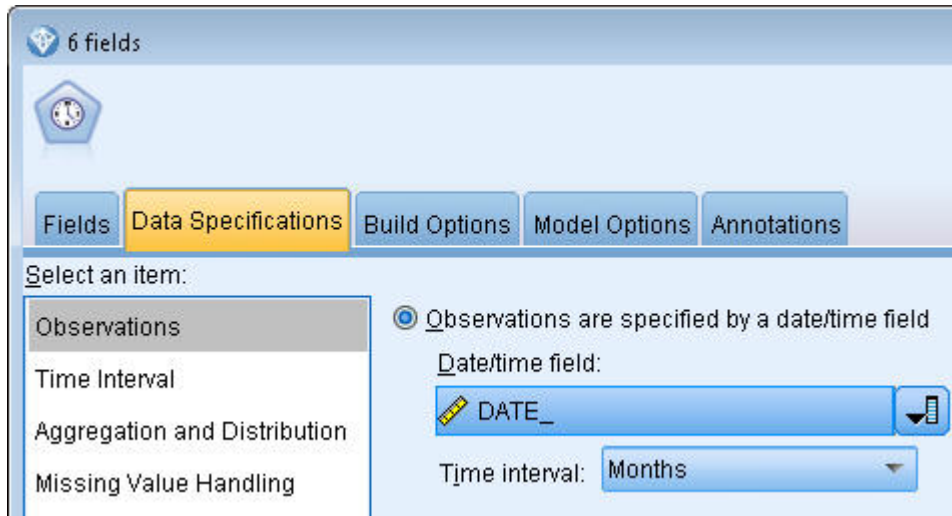 6 fields
Fields
Data Specifications
Build Options
Model Options
Annotations
Select an item:
Observations
Time Interval
Aggregation and Distribution
Missing Value Handling
Observations are specified by a date/time field
Date/time field:
DATE_
Time interval: Months